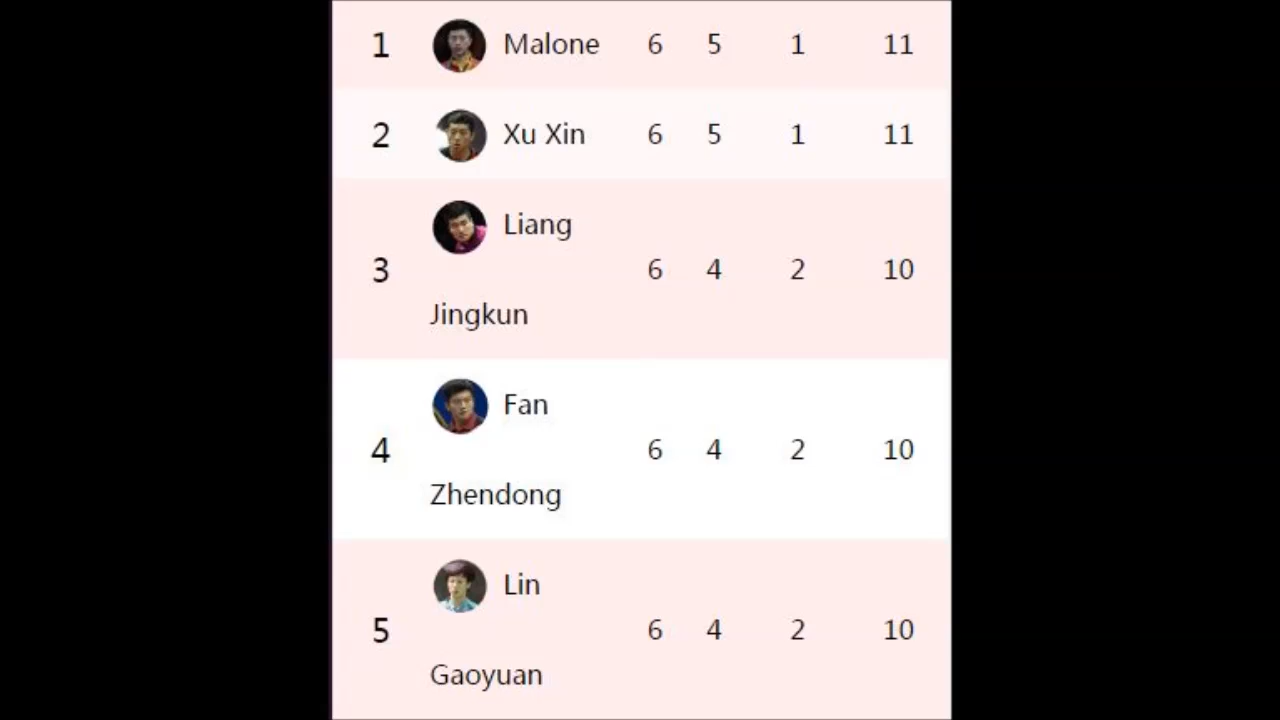 1 Malone 6 5 1 11
2 Xu Xin 6 5 1 11
Liang
3 6 4 2 10
Jingkun
Fan
4 6 4 2 10
Zhendong
Lin
5 6 4 2 10
Gaoyuan